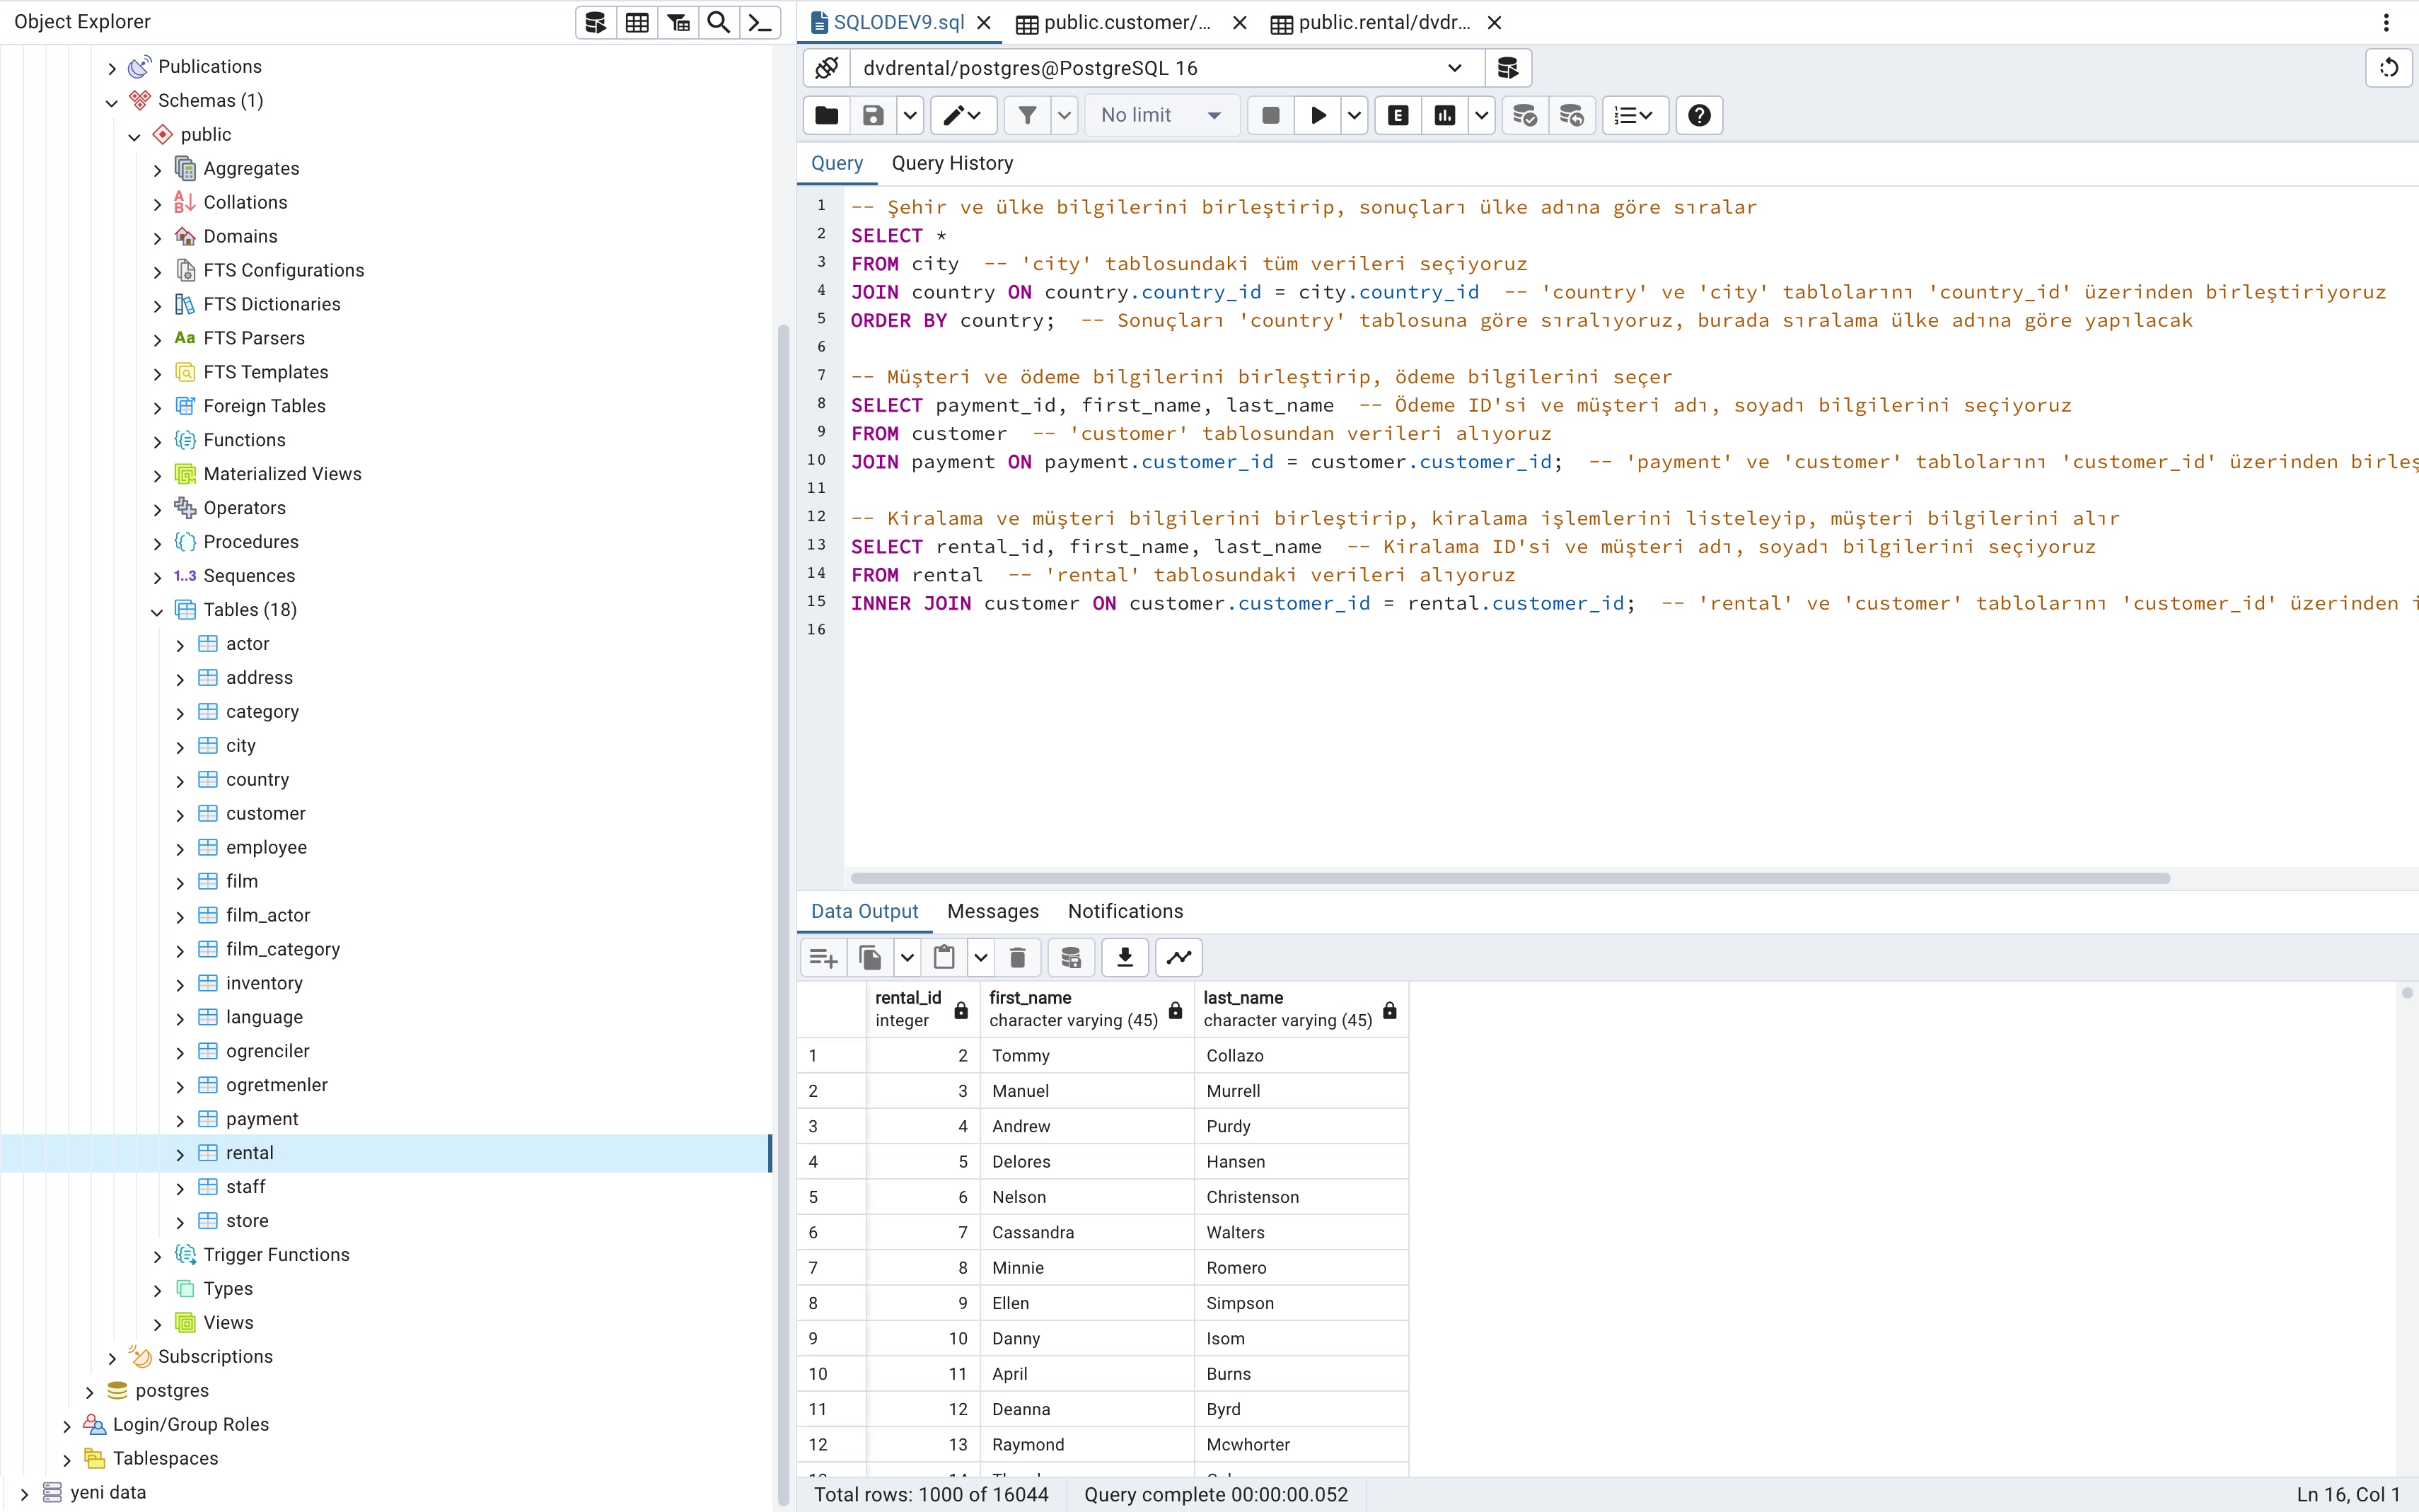 Object Explorer
Publications
Schemas (1)
public
Aggregates
Collations
Domains
FTS Configurations
FTS Dictionaries
Aa FTS Parsers
FTS Templates
Foreign Tables
Functions
Materialized Views
Operators
Procedures
1..3 Sequences
Tables (18)
actor
address
category
city
country
customer
employee
film
film_actor
film_category
inventory
language
ogrenciler
ogretmenler
payment
rental
staff
store
Trigger Functions
Types
Views
Subscriptions
postgres
Login/Group Roles
Tablespaces
yeni data
SQLODEV9.sql public.customer/... public.rental/dvdr...
dvdrental/postgres@PostgreSQL 16
No limit E
Query Query History
1 -- Şehir ve ülke bilgilerini birleştirip, sonuçları ülke adına göre sıralar
2 SELECT *
3 FROM city -- 'city' tablosundaki tüm verileri seçiyoruz
4 JOIN country ON country.country_id = city.country_id -- 'country' ve 'city' tablolarını 'country_id' üzerinden birleştiriyoruz
5 ORDER BY country; -- Sonuçları 'country' tablosuna göre sıralıyoruz, burada sıralama ülke adına göre yapılacak
6
7 -- Müşteri ve ödeme bilgilerini birleştirip, ödeme bilgilerini seçer
8 SELECT payment_id, first_name, last_name -- Ödeme ID'si ve müşteri adı, soyadı bilgilerini seçiyoruz
9 FROM customer -- 'customer' tablosundan verileri alıyoruz
10 JOIN payment ON payment.customer_id = customer.customer_id; -- 'payment' ve 'customer' tablolarını 'customer_id' üzerinden birleş
11
12 -- Kiralama ve müşteri bilgilerini birleştirip, kiralama işlemlerini listeleyip, müşteri bilgilerini alır
13 SELECT rental_id, first_name, last_name -- Kiralama ID'si ve müşteri adı, soyadı bilgilerini seçiyoruz
14 FROM rental -- 'rental' tablosundaki verileri alıyoruz
15 INNER JOIN customer ON customer.customer_id = rental.customer_id; -- 'rental' ve 'customer' tablolarını 'customer_id' üzerinden i
16
Data Output Messages Notifications
rental_id first_name last_name
integer character varying (45) character varying (45)
1 2 Tommy Collazo
2 3 Manuel Murrell
3 4 Andrew Purdy
4 5 Delores Hansen
5 6 Nelson Christenson
6 7 Cassandra Walters
7 8 Minnie Romero
8 9 Ellen Simpson
9 10 Danny Isom
10 11 April Burns
11 12 Deanna Byrd
12 13 Raymond Mcwhorter
Total rows: 1000 of 16044 Query complete 00:00:00.052 Ln 16, Col 1